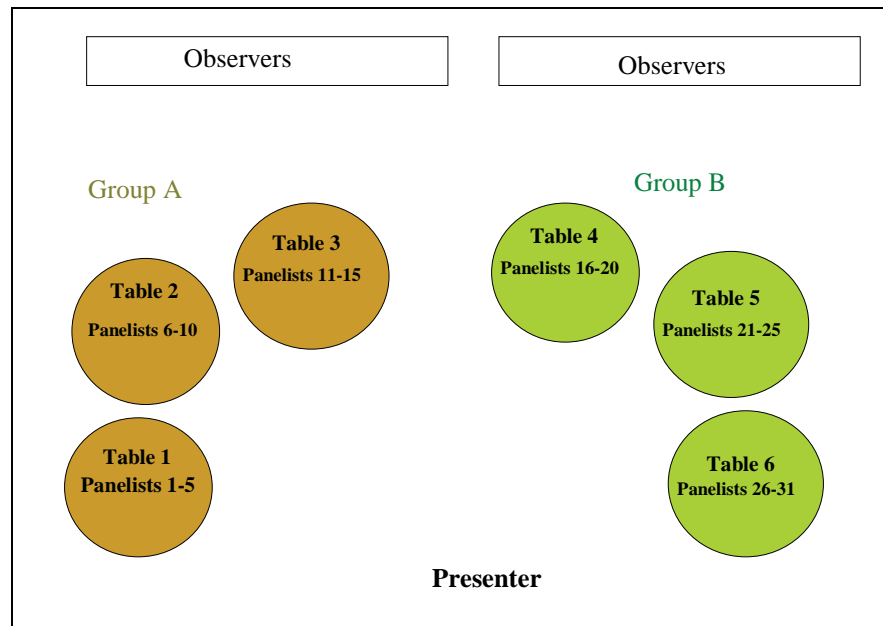 Observers
Observers
Group A
Group B
Table 3
Panelists 11-15
Table 4
Panelists 16-20
Table 2
Panelists 6-10
Table 5
Panelists 21-25
Table 1
Panelists 1-5
Table 6
Panelists 26-31
Presenter